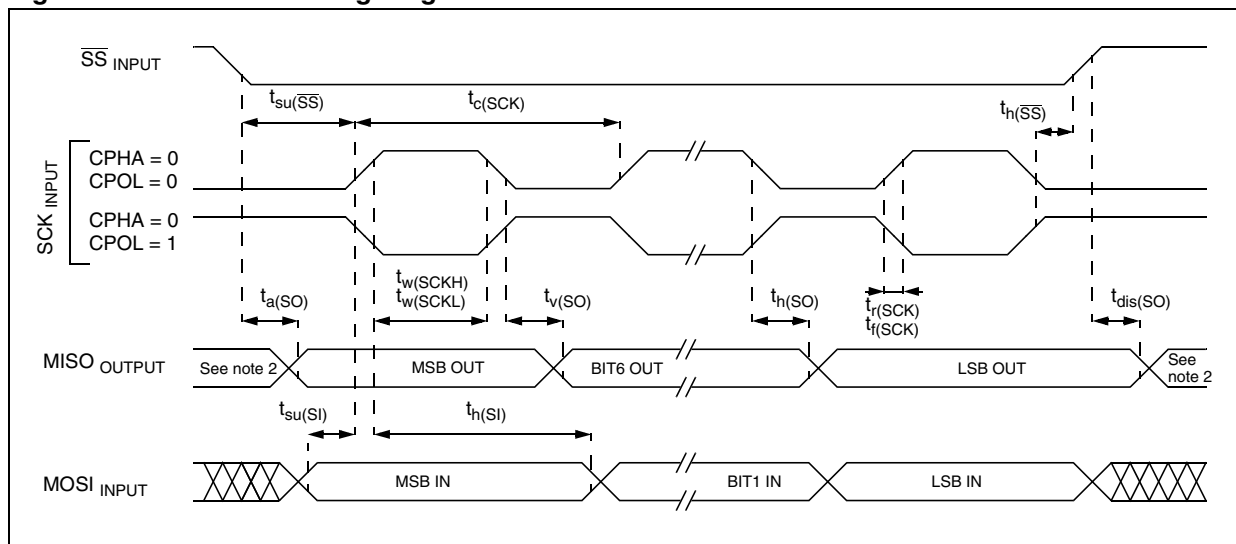 SS INPUT
tsu(SS)
tc(SCK)
th(SS)
SCK INPUT
CPHA = 0
CPOL = 0
CPHA = 0
CPOL = 1
ta(SO)
tw(SCKH)
tw(SCKL)
tv(SO)
th(SO)
tr(SCK)
tf(SCK)
tdis(SO)
MISO OUTPUT
See note 2
MSB OUT
BIT6 OUT
LSB OUT
See
note 2
tsu(SI)
th(SI)
MOSI INPUT
MSB IN
BIT1 IN
LSB IN